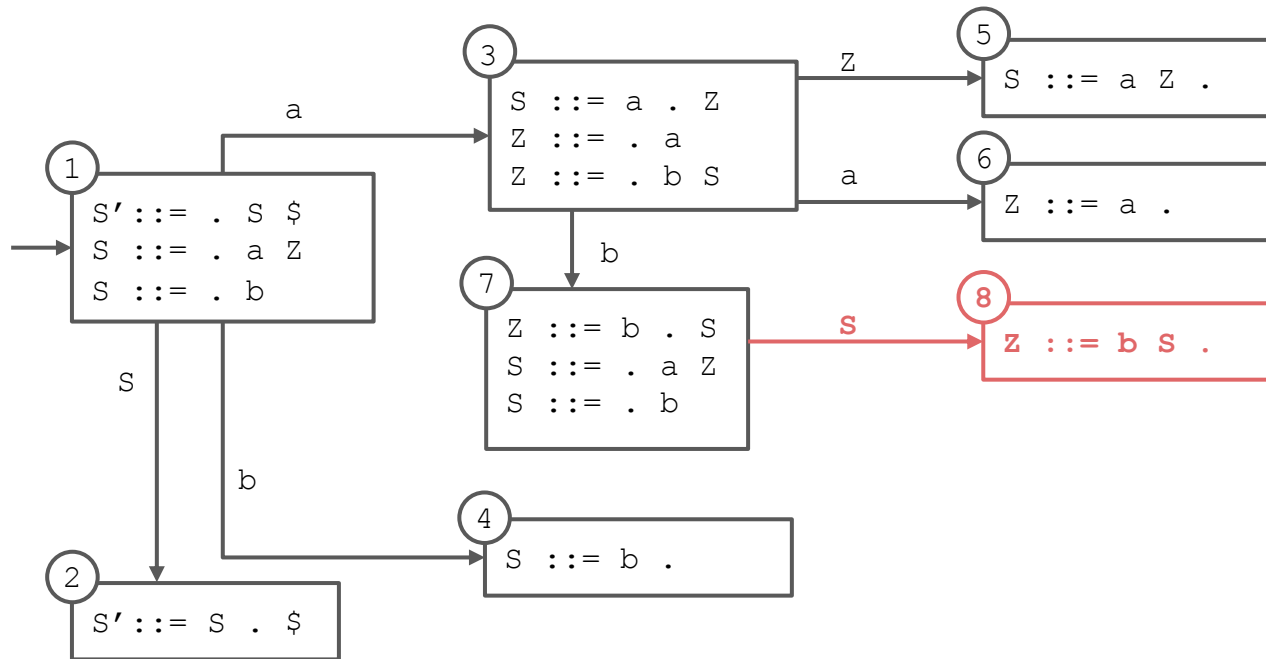 1
S'::= . S $
S ::= . a Z
S ::= . b
a
3
S ::= a . Z
Z ::= . a
Z ::= . b S
Z
5
S ::= a Z .
a
6
Z ::= a .
b
7
Z ::= b . S
S ::= . a Z
S ::= . b
S
8
Z ::= b S .
S
b
4
S ::= b .
2
S'::= S . $